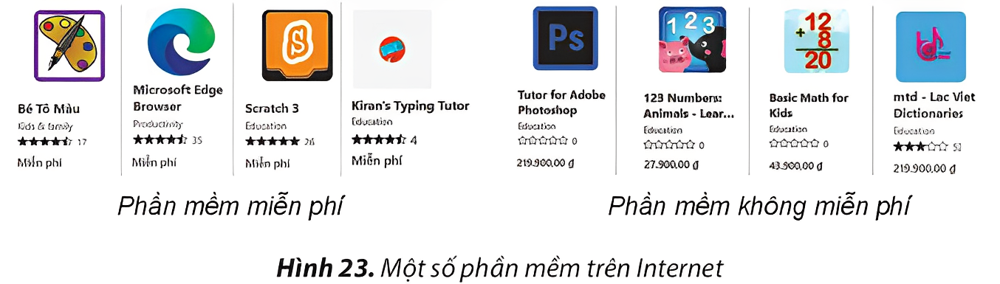 Bé Tô Màu
Kids & family
17
Miễn phí
Microsoft Edge
Browser
Productivity
35
Miễn phí
S
Scratch 3
Education
26
Miễn phí
Kiran's Typing Tutor
Education
4
Miễn phí
Phần mềm miễn phí
Ps
Tutor for Adobe
Photoshop
Education
0
219.900,00 ₫
1 2 3
123 Numbers:
Animals - Lear...
Education
0
27.900,00 ₫
12
+ 8
20
Basic Math for
Kids
Education
0
43.900,00 ₫
mtd - Lac Viet
Dictionaries
Education
219.900,00 ₫
Phần mềm không miễn phí
Hình 23. Một số phần mềm trên Internet